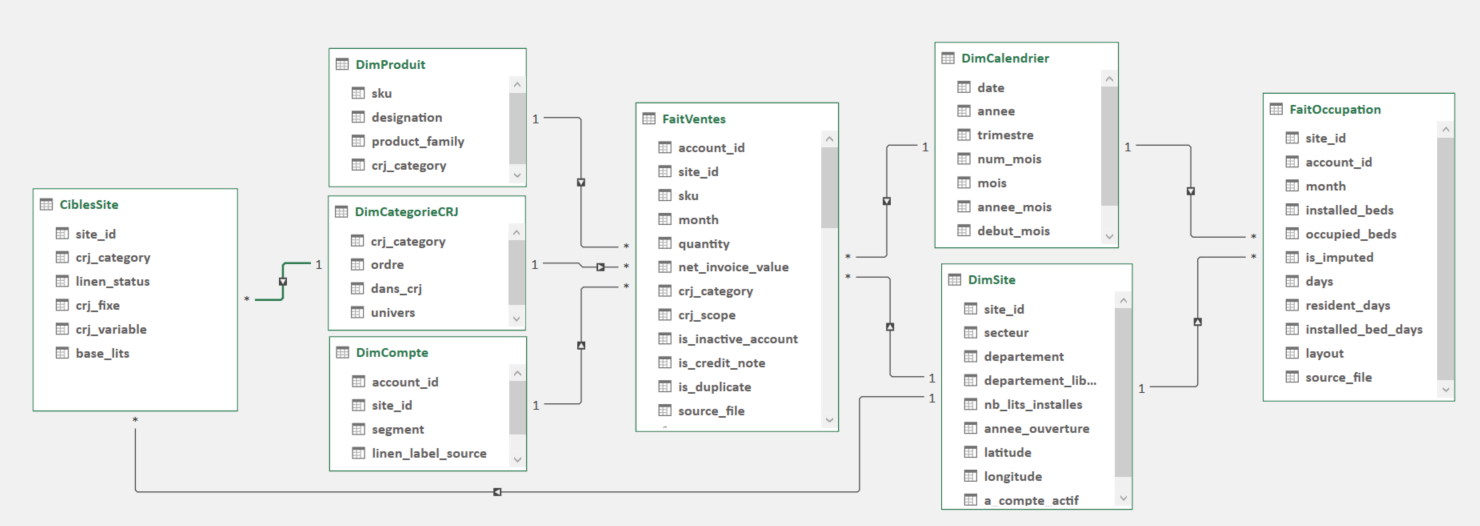 CiblesSite
site_id
crj_category
linen_status
crj_fixe
crj_variable
base_lits
*
*
DimProduit
sku
designation
product_family
crj_category
1
DimCategorieCRJ
crj_category
ordre
dans_crj
univers
1
1
DimCompte
account_id
site_id
segment
linen_label_source
1
FaitVentes
account_id
site_id
sku
month
quantity
net_invoice_value
crj_category
crj_scope
is_inactive_account
is_credit_note
is_duplicate
source_file
*
*
*
*
*
DimCalendrier
date
annee
trimestre
num_mois
mois
annee_mois
debut_mois
1
1
DimSite
site_id
secteur
departement
departement_lib...
nb_lits_installes
annee_ouverture
latitude
longitude
a_compte_actif
1
1
1
FaitOccupation
site_id
account_id
month
installed_beds
occupied_beds
is_imputed
days
resident_days
installed_bed_days
layout
source_file
*
*